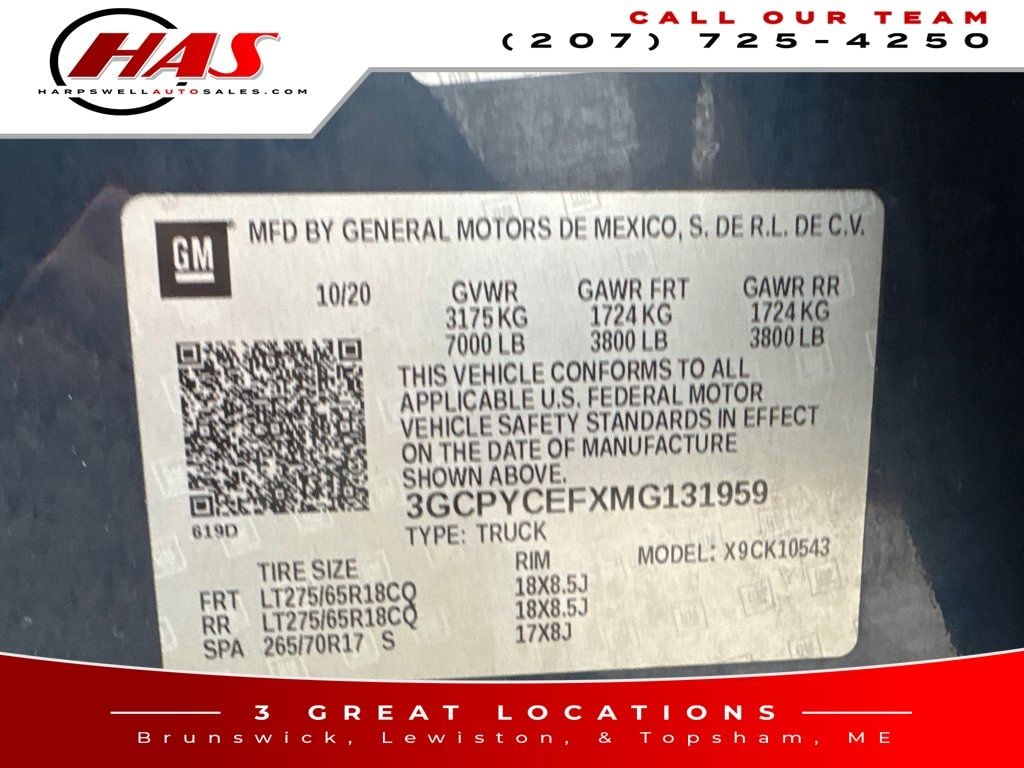 HAS
HARPSWELLAUTOSALES.COM
CALL OUR TEAM
(207) 725-4250
GM
MFD BY GENERAL MOTORS DE MEXICO, S. DE R.L. DE C.V.
10/20 GVWR GAWR FRT GAWR RR
3175 KG 1724 KG 1724 KG
7000 LB 3800 LB 3800 LB
THIS VEHICLE CONFORMS TO ALL
APPLICABLE U.S. FEDERAL MOTOR
VEHICLE SAFETY STANDARDS IN EFFECT
ON THE DATE OF MANUFACTURE
SHOWN ABOVE.
3GCPYCEFXMG131959
619D
TYPE: TRUCK
MODEL: X9CK10543
TIRE SIZE RIM
FRT LT275/65R18CQ 18X8.5J
RR LT275/65R18CQ 18X8.5J
SPA 265/70R17 S 17X8J
3 GREAT LOCATIONS
Brunswick, Lewiston, & Topsham, ME